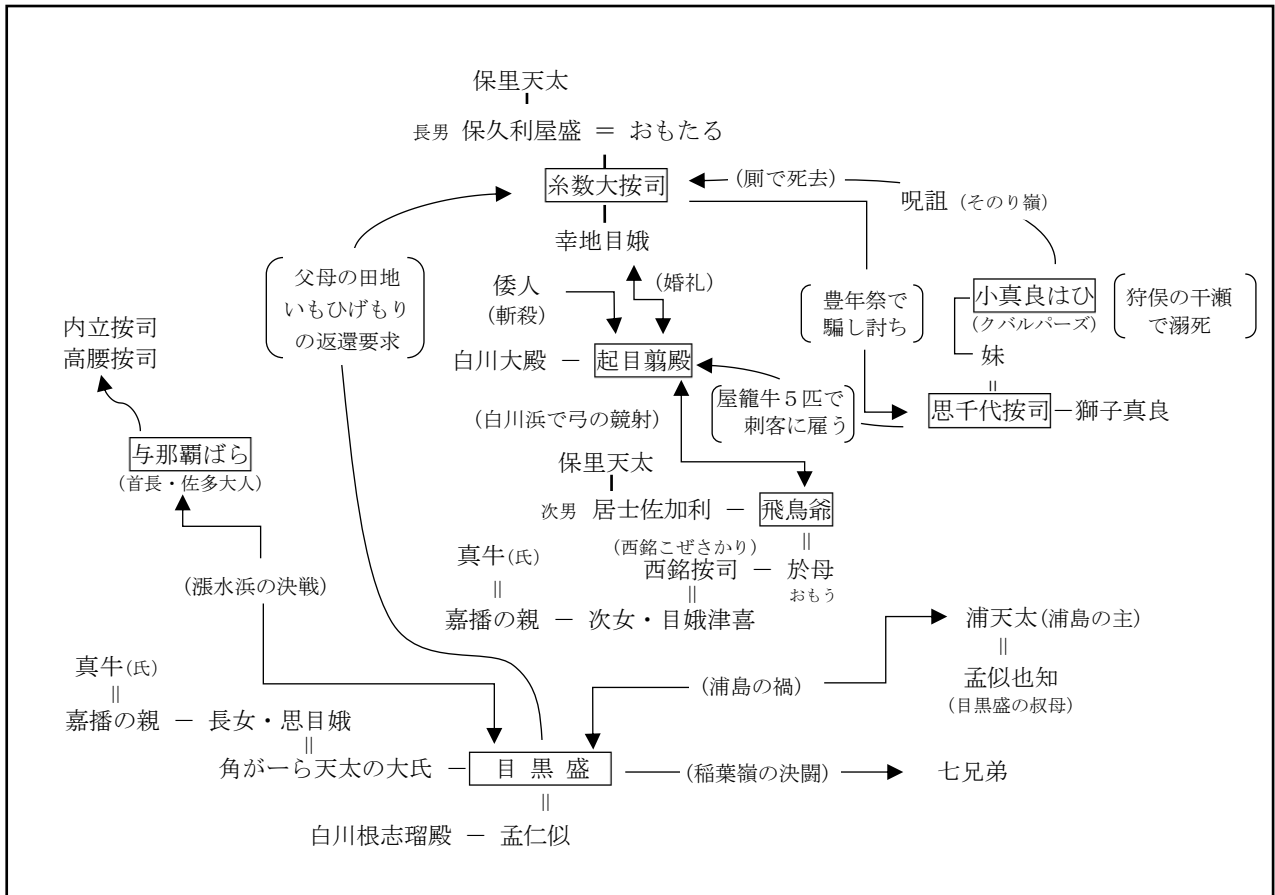 保里天太
長男 保久利屋盛 ＝ おもたる
糸数大按司
(厠で死去)
呪詛 (そのり嶺)
幸地目娥
父母の田地
いもひげもり
の返還要求
倭人
(斬殺)
(婚礼)
豊年祭で
騙し討ち
小真良はひ
(クバルパーズ)
狩俣の干瀬
で溺死
妹
＝
内立按司
高腰按司
白川大殿 － 起目翦殿
屋籠牛５匹で
刺客に雇う
思千代按司－獅子真良
(白川浜で弓の競射)
与那覇ばら
(首長・佐多大人)
保里天太
次男 居士佐加利 － 飛鳥爺
＝
真牛(氏)
＝
(西銘こぜさかり)
西銘按司 － 於母
おもう
＝
嘉播の親 － 次女・目娥津喜
(漲水浜の決戦)
浦天太(浦島の主)
＝
孟似也知
(目黒盛の叔母)
(浦島の禍)
真牛(氏)
＝
嘉播の親 － 長女・思目娥
＝
角がーら天太の大氏 － 目黒盛
(稲葉嶺の決闘)
七兄弟
＝
白川根志瑠殿 － 孟仁似